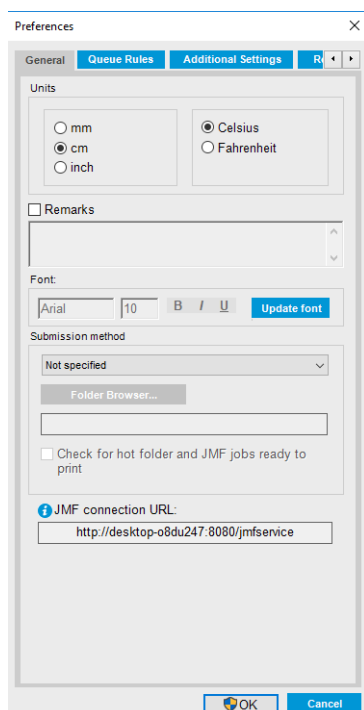 Preferences
General Queue Rules Additional Settings
Units
mm
cm
inch
Celsius
Fahrenheit
Remarks
Font:
Arial 10 B I U Update font
Submission method
Not specified
Folder Browser...
Check for hot folder and JMF jobs ready to
print
JMF connection URL:
http://desktop-o8du247:8080/jmfservice
OK Cancel